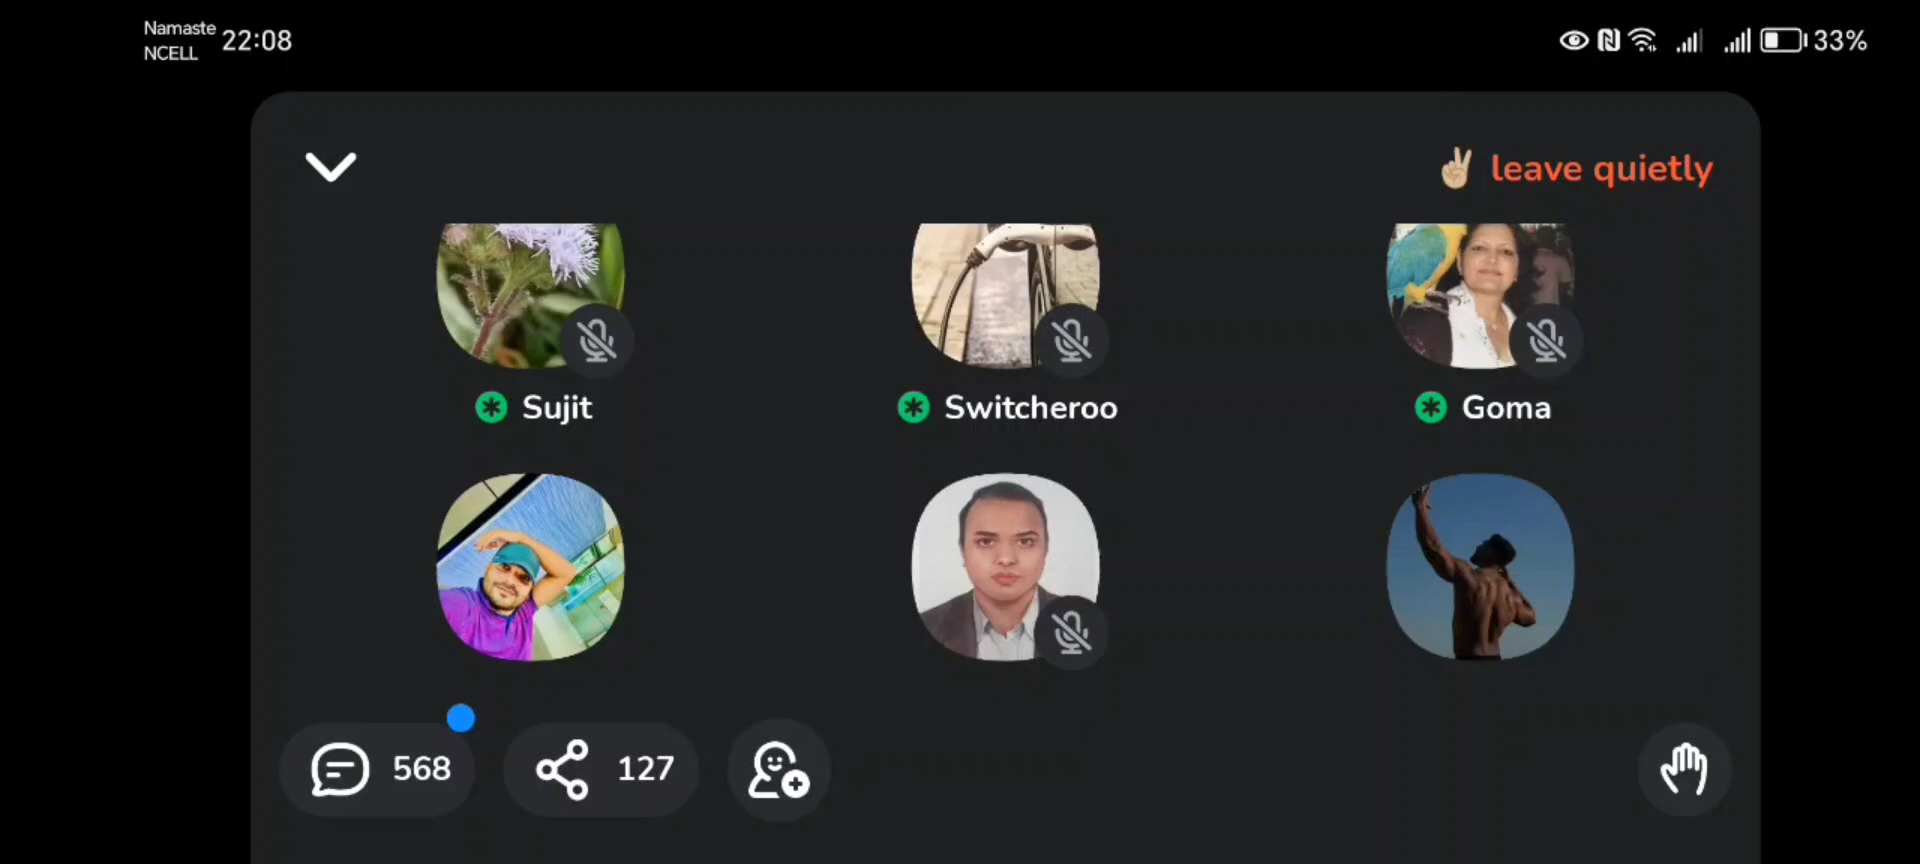 Namaste
NCELL
22:08
33%
✌🏼 leave quietly
Sujit
Switcheroo
Goma
568
127